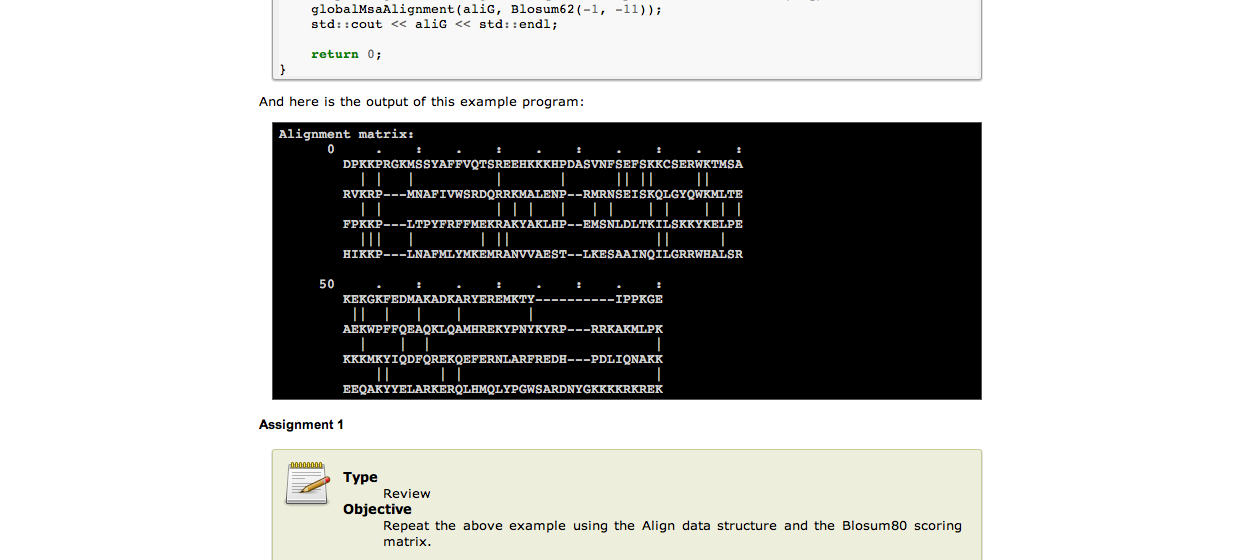 globalMsaAlignment(aliG, Blosum62(-1, -11));
std::cout << aliG << std::endl;
return 0;
}
And here is the output of this example program:
Alignment matrix:
0     .    :    .    :    .    :    .    :    .    :
DPKKPRGKMSSYAFFVQTSREEHKKKHPDASVNFSEFSKKCSERWKTMSA
  | |   |          |       |      || ||     ||
RVKRP---MNAFIVWSRDQRRKMALENP--RMRNSEISKQLGYQWKMLTE
  | |              | | |   |   | |    | |    | | |
FPKKP---LTPYFRFFMEKRAKYAKLHP--EMSNLDLTKILSKKYKELPE
  |||   |        | ||                  ||      |
HIKKP---LNAFMLYMKEMRANVVAEST--LKESAAINQILGRRWHALSR
50     .    :    .    :    .    :    .    :
KEKGKFEDMAKADKARYEREMKTY----------IPPKGE
 ||  |   |    |        |
AEKWPFFQEAQKLQAMHREKYPNYKYRP---RRKAKMLPK
  |    |  |                            |
KKKMKYIQDFQREKQEFERNLARFREDH---PDLIQNAKK
    ||      | |                        |
EEQAKYYELARKERQLHMQLYPGWSARDNYGKKKKRKREK
Assignment 1
Type
Review
Objective
Repeat the above example using the Align data structure and the Blosum80 scoring
matrix.